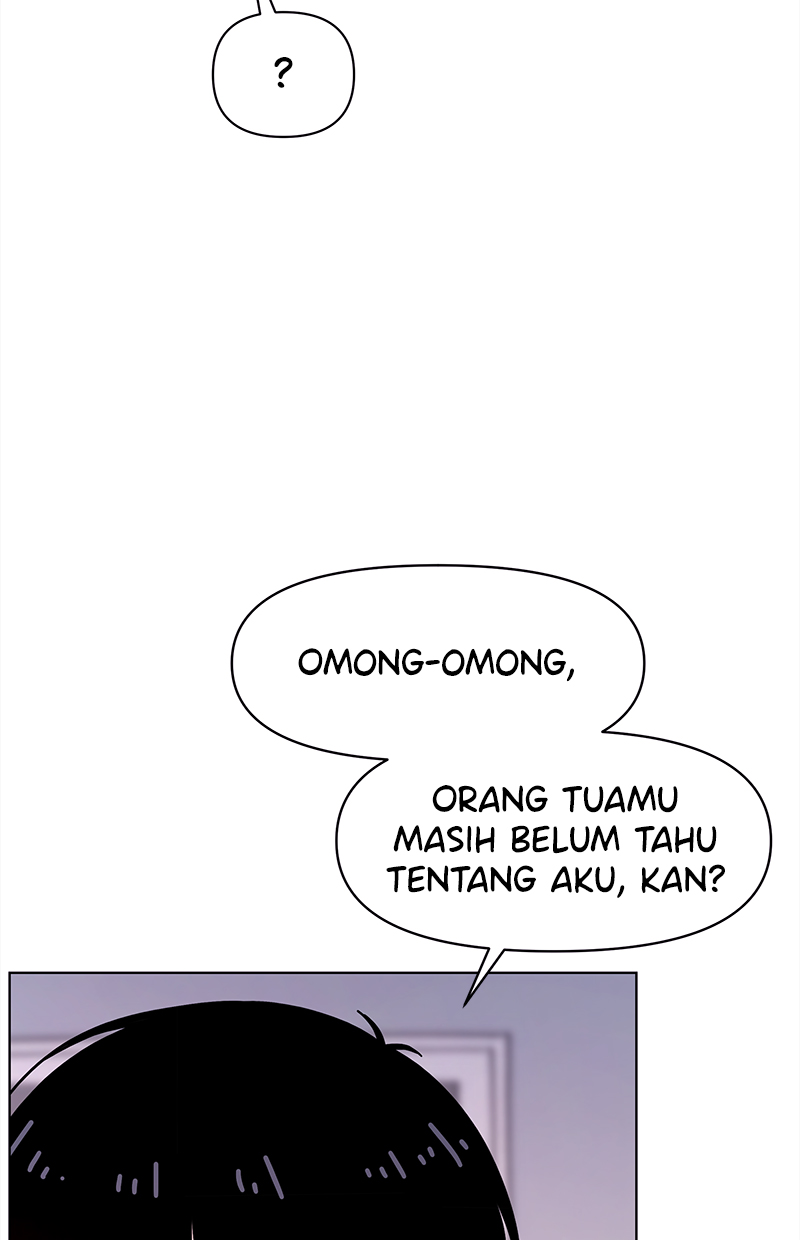 ?
OMONG-OMONG,
ORANG TUAMU
MASIH BELUM TAHU
TENTANG AKU, KAN?